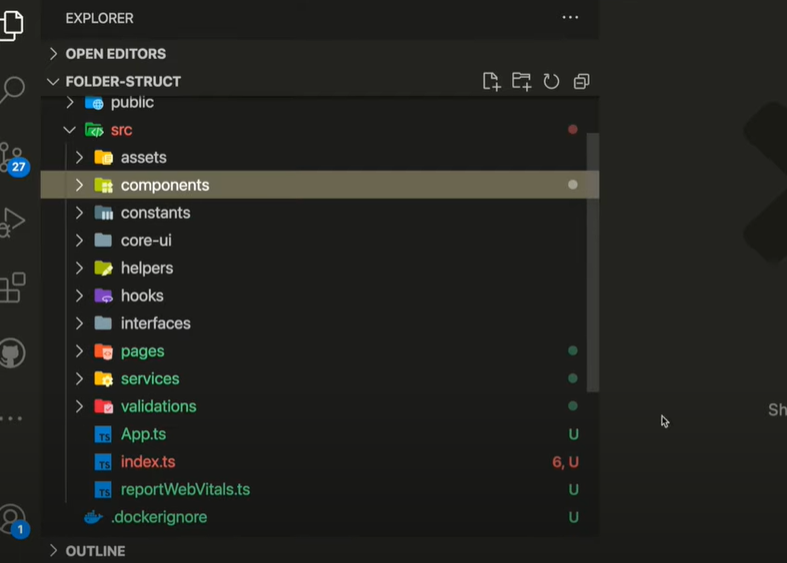 EXPLORER
OPEN EDITORS
FOLDER-STRUCT
public
src
assets
components
constants
core-ui
helpers
hooks
interfaces
pages
services
validations
TS App.ts U
TS index.ts 6, U
TS reportWebVitals.ts U
.dockerignore U
OUTLINE
27
1
Sh